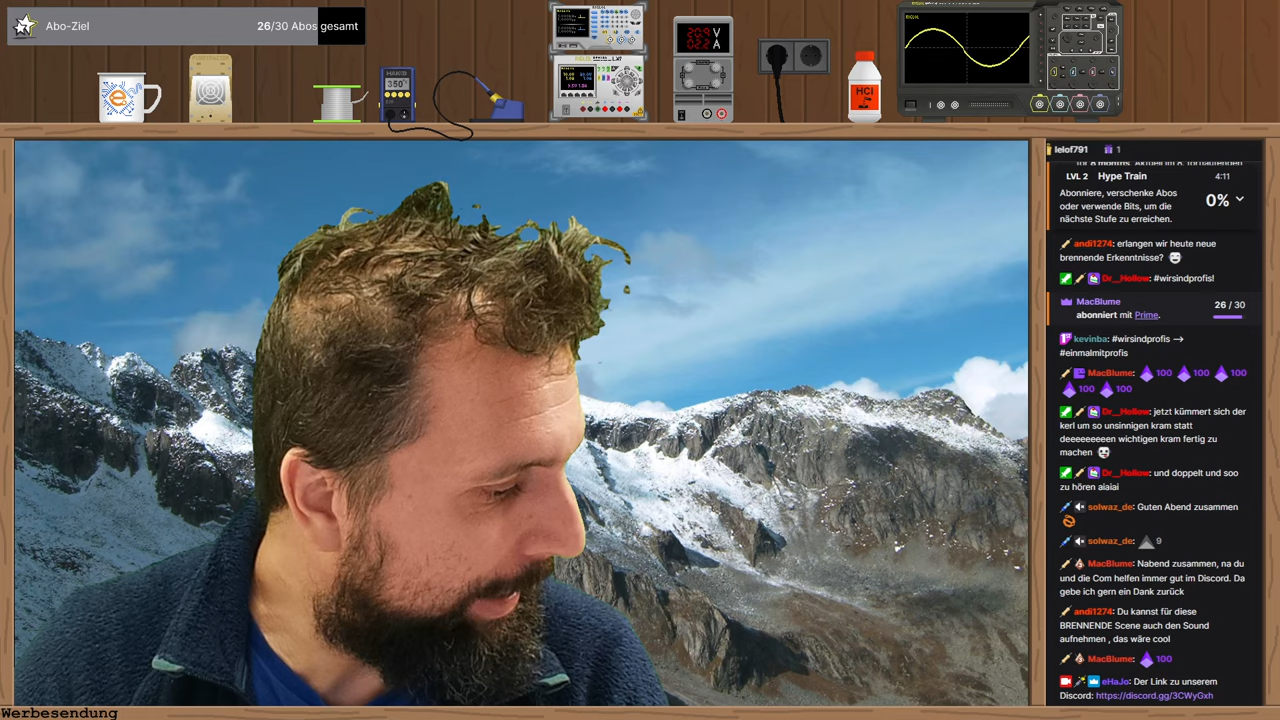 Abo-Ziel
26/30 Abos gesamt
HAKO
350°
20.9 V
02.2 A
HCl
lelof791 1
LVL 2 Hype Train 4:11
Abonniere, verschenke Abos
oder verwende Bits, um die
nächste Stufe zu erreichen.
0%
andi1274: erlangen wir heute neue
brennende Erkenntnisse?
Dr__Hollow: #wirsindprofis!
MacBlume 26 / 30
abonniert mit Prime.
kevinba: #wirsindprofis -->
#einmalmitprofis
MacBlume: 100 100 100
100 100
Dr__Hollow: jetzt kümmert sich der
kerl um so unsinnigen kram statt
deeeeeeeeen wichtigen kram fertig zu
machen
Dr__Hollow: und doppelt und soo
zu hören aiaiai
solwaz_de: Guten Abend zusammen
solwaz_de: 9
MacBlume: Nabend zusammen, na du
und die Com helfen immer gut im Discord. Da
gebe ich gern ein Dank zurück
andi1274: Du kannst für diese
BRENNENDE Scene auch den Sound
aufnehmen , das wäre cool
MacBlume: 100
eHaJo: Der Link zu unserem
Discord: https://discord.gg/3CWyGxh
Werbesendung